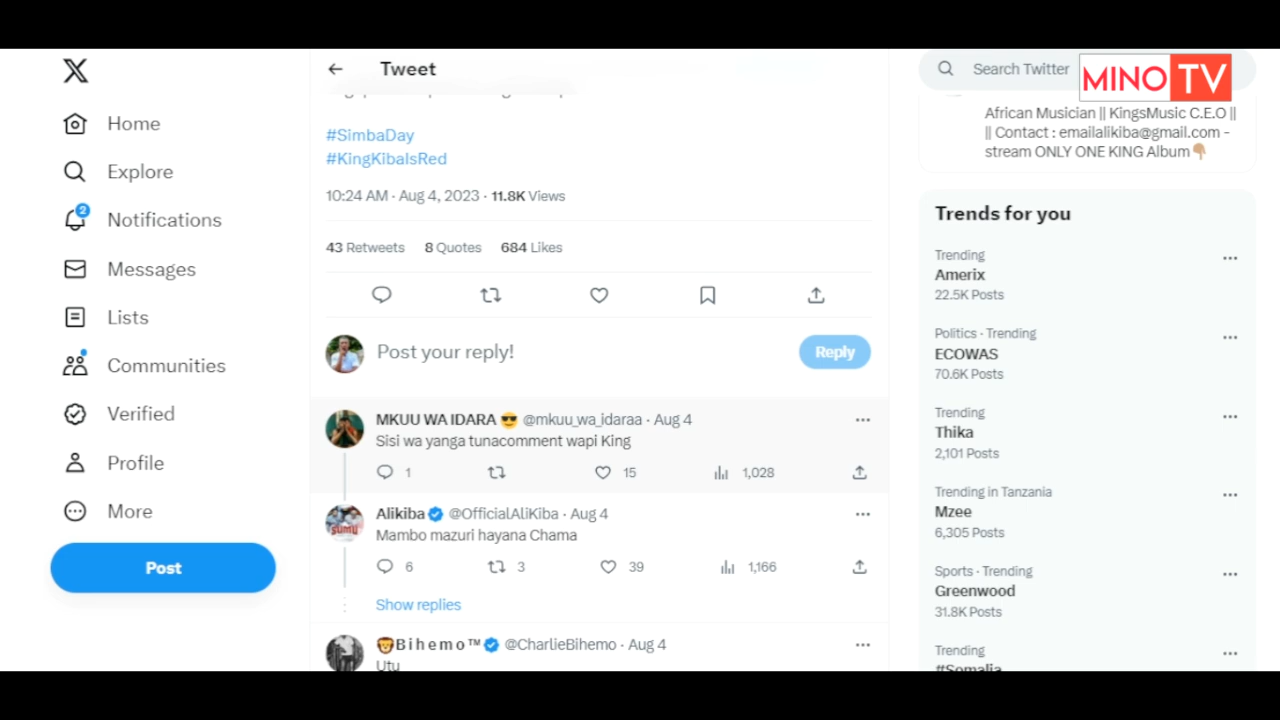 MINO TV
Home
Explore
2
Notifications
Messages
Lists
Communities
Verified
Profile
More
Post
Tweet
#SimbaDay
#KingKibaIsRed
10:24 AM · Aug 4, 2023 · 11.8K Views
43 Retweets 8 Quotes 684 Likes
Post your reply!
Reply
MKUU WA IDARA 😎 @mkuu_wa_idaraa · Aug 4
Sisi wa yanga tunacomment wapi King
1 15 1,028
Alikiba @OfficialAliKiba · Aug 4
Mambo mazuri hayana Chama
6 3 39 1,166
Show replies
🦁Bihemo™ @CharlieBihemo · Aug 4
Utu
Search Twitter
African Musician || KingsMusic C.E.O ||
|| Contact : emailalikiba@gmail.com -
stream ONLY ONE KING Album👇🏽
Trends for you
Trending
Amerix
22.5K Posts
Politics · Trending
ECOWAS
70.6K Posts
Trending
Thika
2,101 Posts
Trending in Tanzania
Mzee
6,305 Posts
Sports · Trending
Greenwood
31.8K Posts
Trending
#Somalia